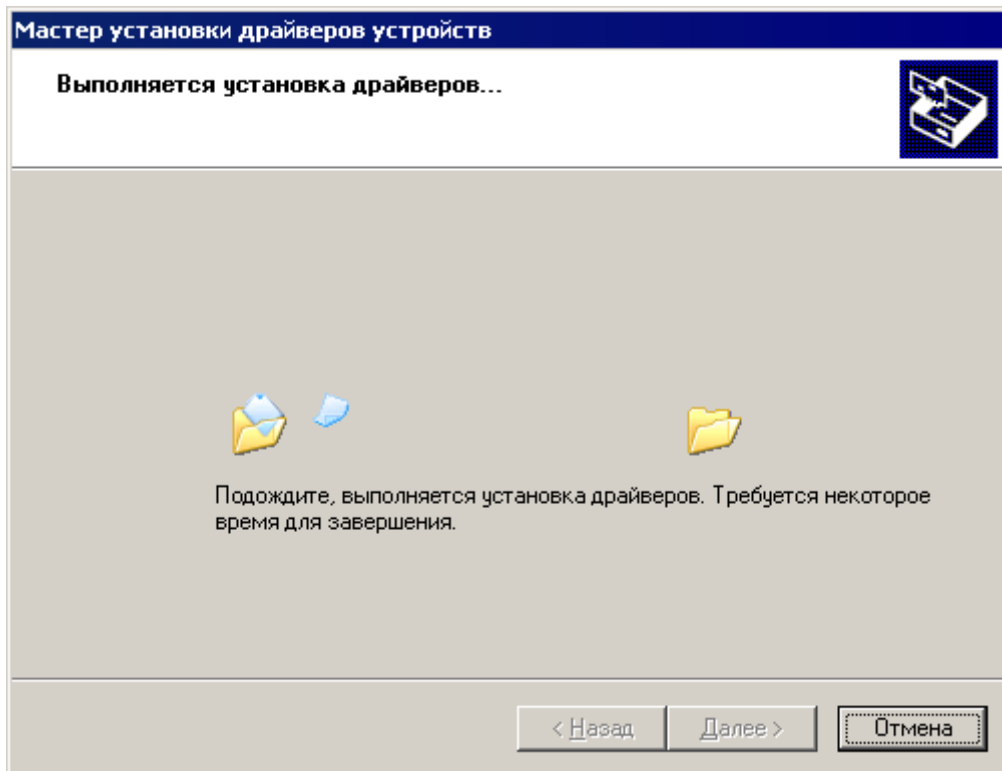 Мастер установки драйверов устройств
Выполняется установка драйверов...
Подождите, выполняется установка драйверов. Требуется некоторое
время для завершения.
< Назад
Далее >
Отмена